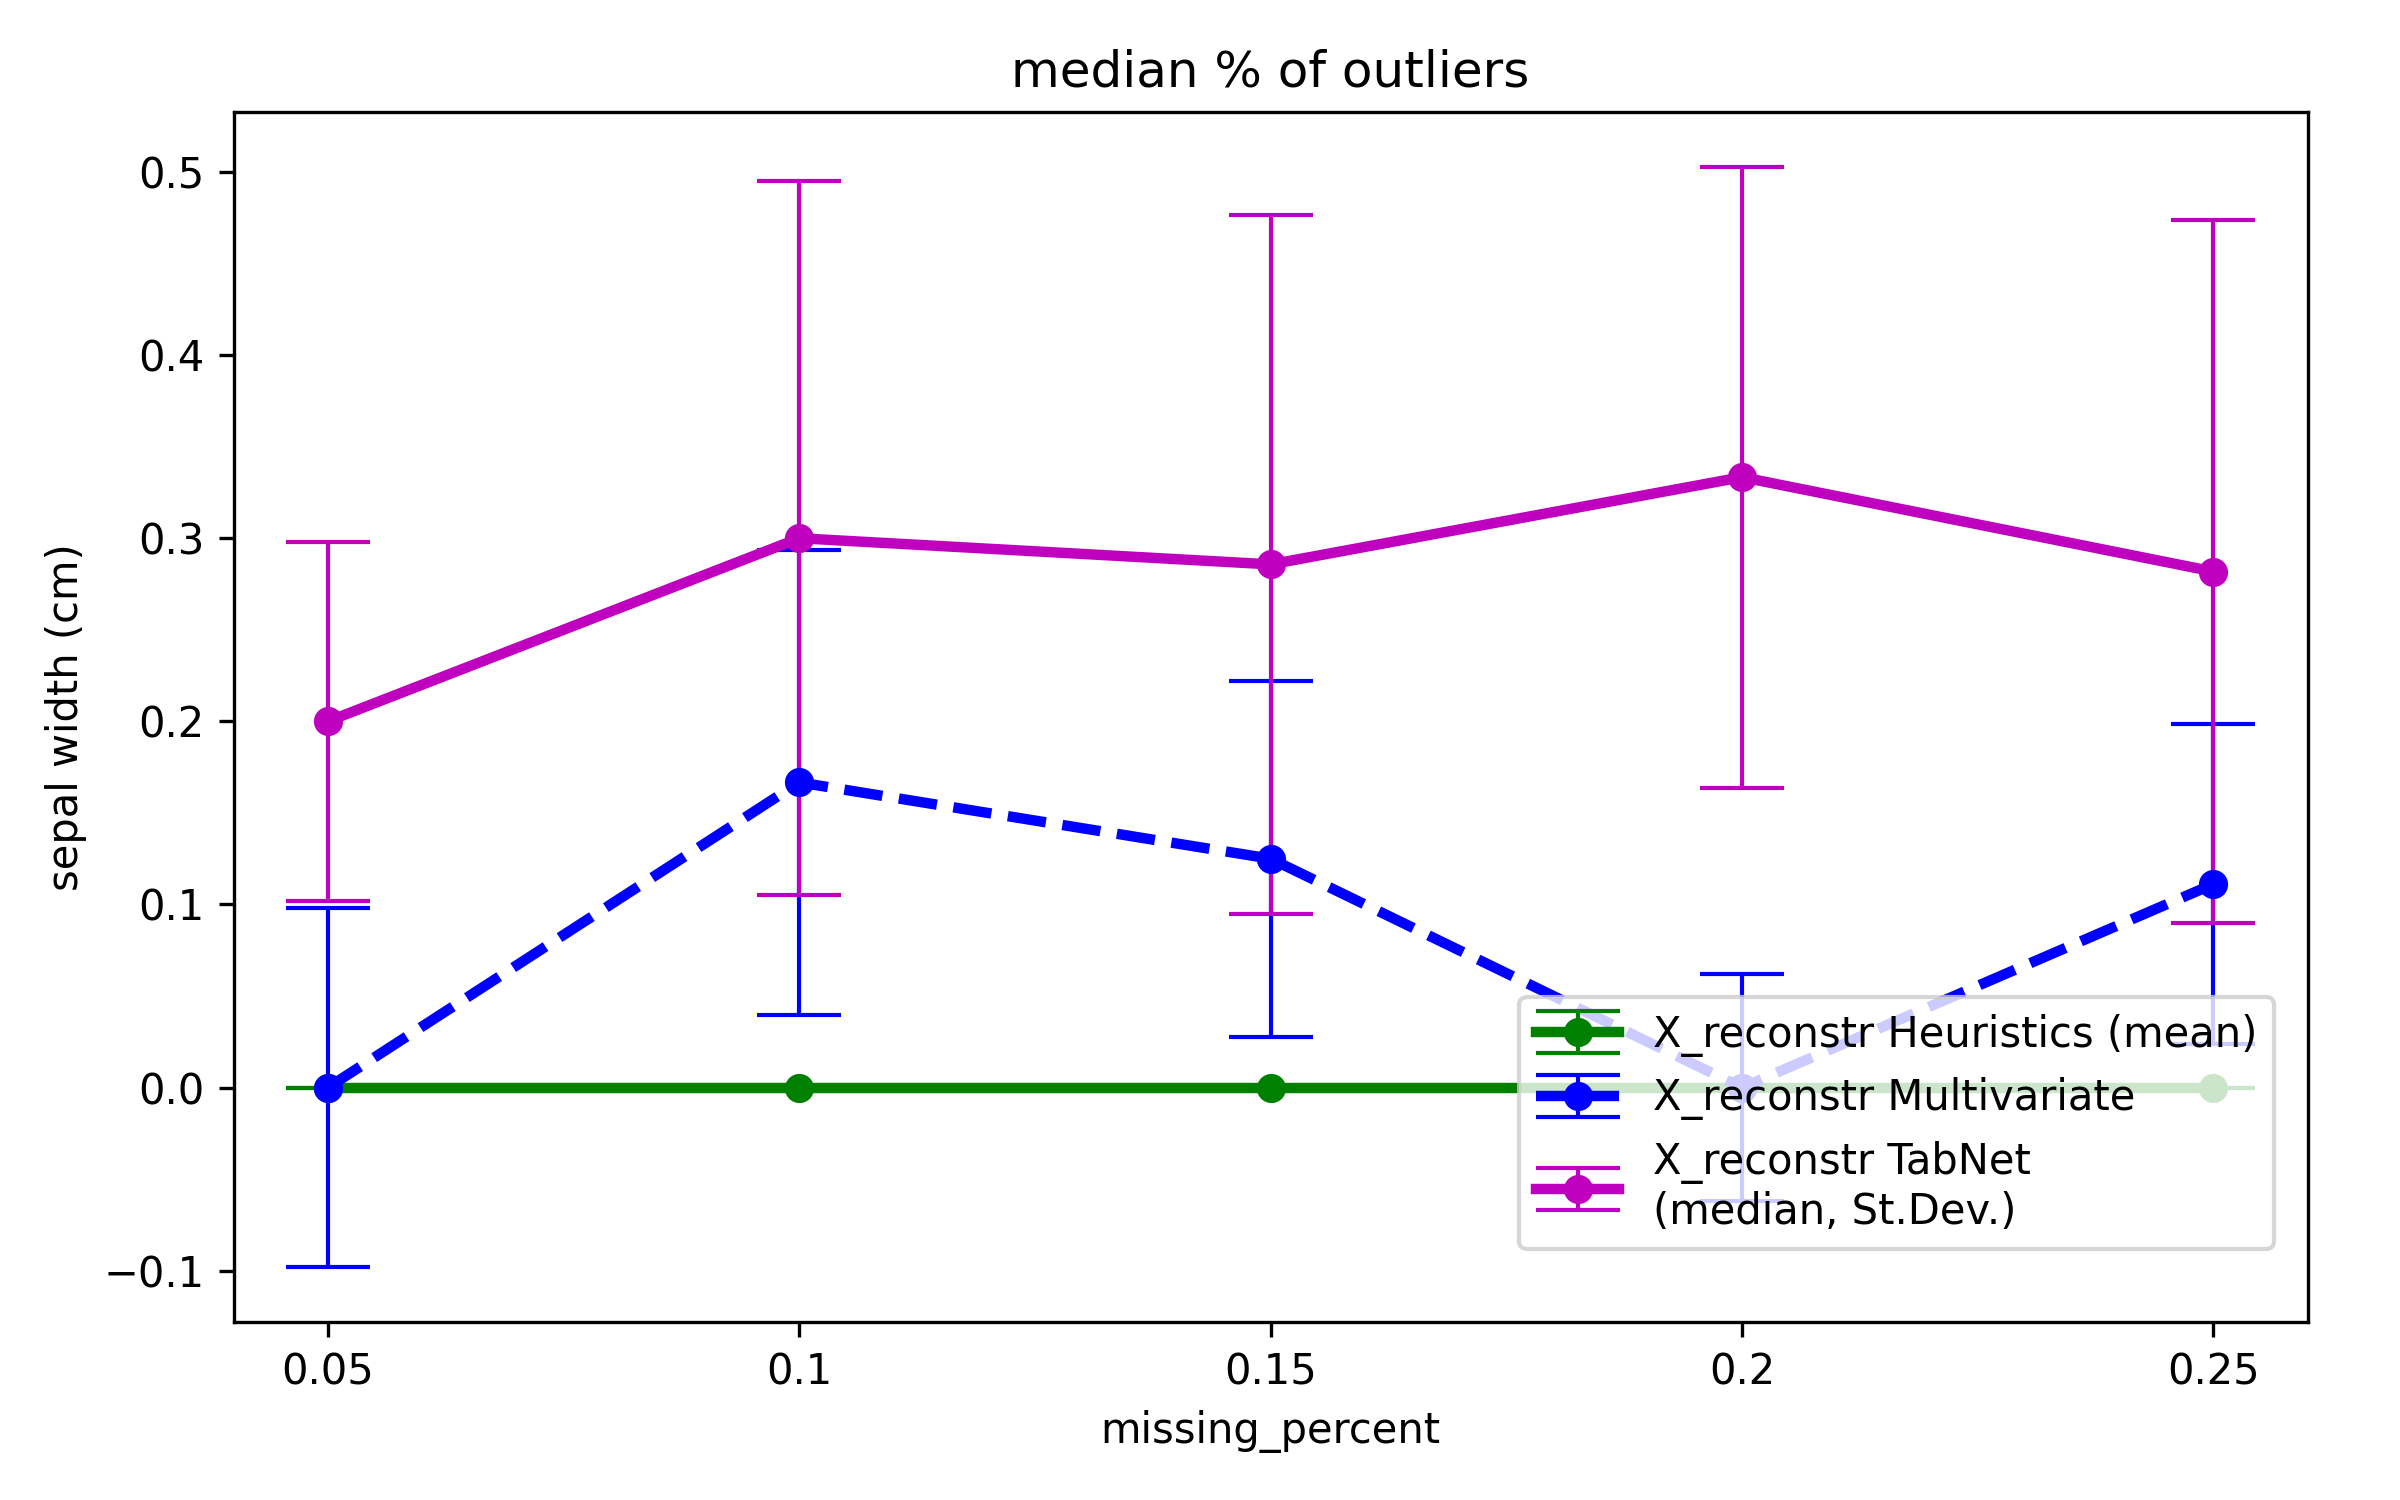 median % of outliers
0.5
0.4
0.3
0.2
0.1
0.0
−0.1
sepal width (cm)
X_reconstr Heuristics (mean)
X_reconstr Multivariate
X_reconstr TabNet
(median, St.Dev.)
0.05
0.1
0.15
0.2
0.25
missing_percent